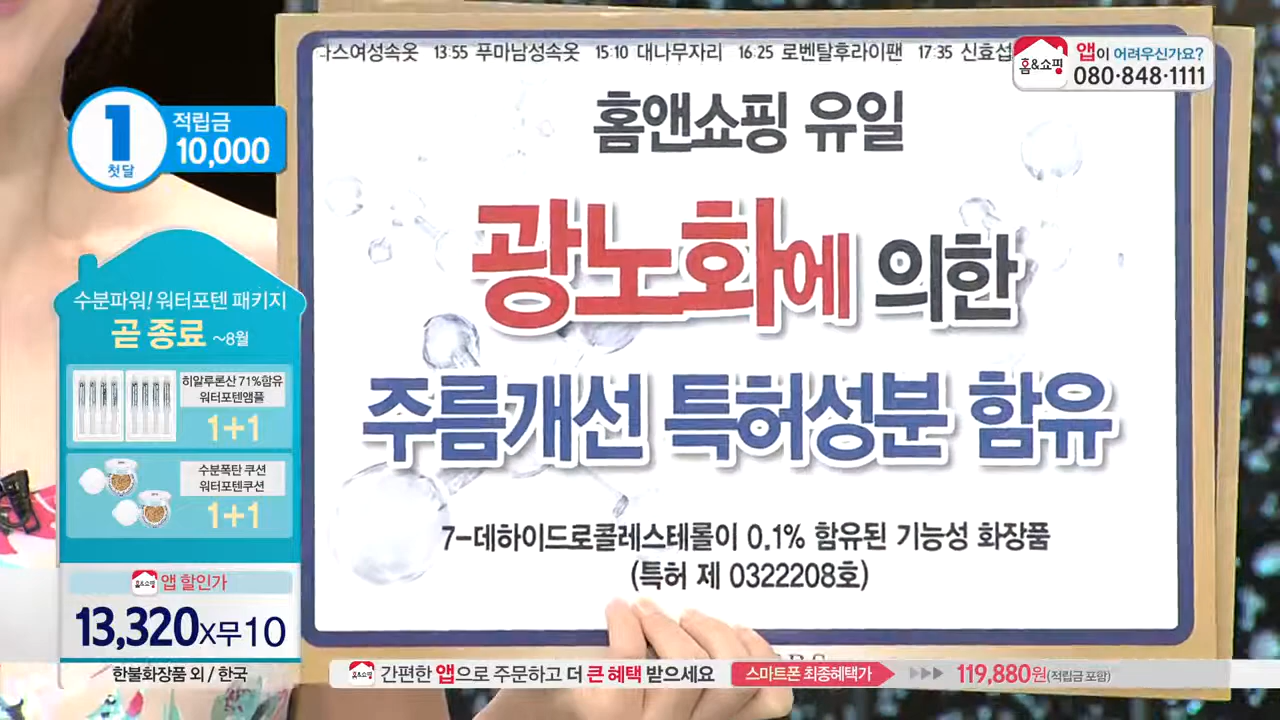 다스여성속옷 13:55 푸마남성속옷 15:10 대나무자리 16:25 로벤탈후라이팬 17:35 신효섭
홈&쇼핑
앱이 어려우신가요?
080·848·1111
1
첫달
적립금
10,000
홈앤쇼핑 유일
광노화에 의한
주름개선 특허성분 함유
7-데하이드로콜레스테롤이 0.1% 함유된 기능성 화장품
(특허 제 0322208호)
수분파워! 워터포텐 패키지
곧 종료 ~8월
히알루론산 71%함유
워터포텐앰풀
1+1
수분폭탄 쿠션
워터포텐쿠션
1+1
홈&쇼핑 앱 할인가
13,320X무10
한불화장품 외 / 한국
홈&쇼핑 간편한 앱으로 주문하고 더 큰 혜택 받으세요
스마트폰 최종혜택가
119,880원(적립금 포함)